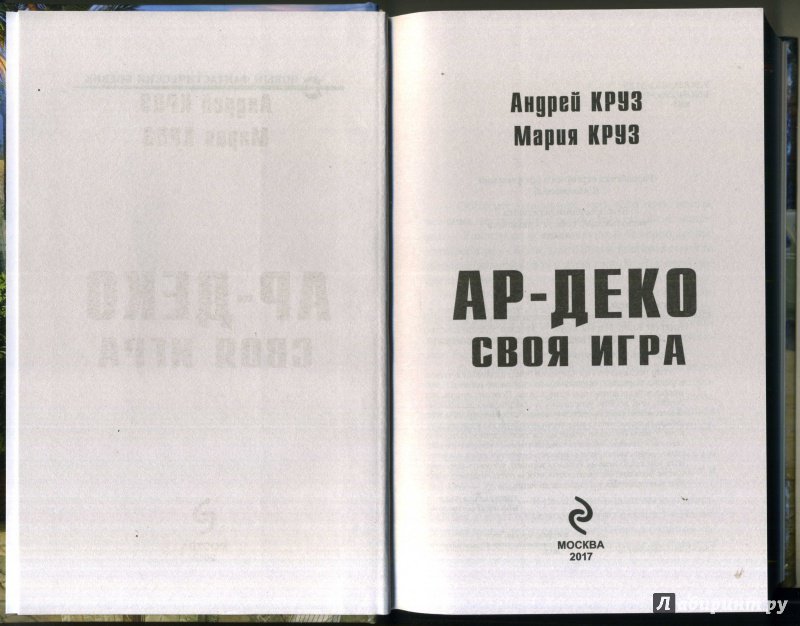 Андрей КРУЗ
Мария КРУЗ
АР-ДЕКО
СВОЯ ИГРА
МОСКВА
2017
Лабиринт.ру